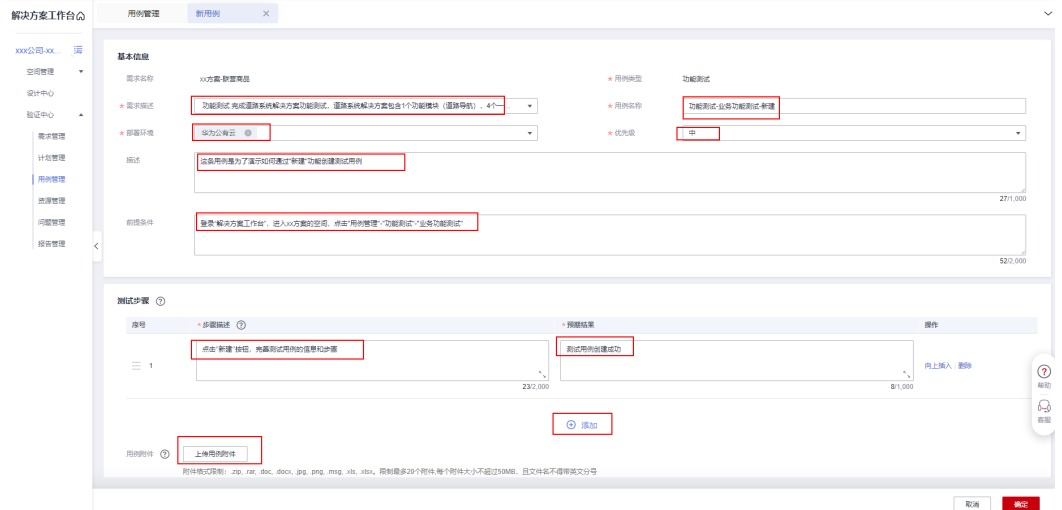 解决方案工作台
用例管理 新用例 ×
xxx公司-xx...
空间管理
设计中心
验证中心
需求管理
计划管理
用例管理
资源管理
问题管理
报告管理
基本信息
需求名称 xx方案-联营商品 * 用例类型 功能测试
* 需求描述 功能测试 完成道路系统解决方案功能测试，道路系统解决方案包含1个功能模块（道路导航）、4个一... * 用例名称 功能测试-业务功能测试-新建
* 部署环境 华为公有云 * 优先级 中
描述 这条用例是为了演示如何通过"新建"功能创建测试用例
27/1,000
前提条件 登录"解决方案工作台"，进入xx方案的空间，点击"用例管理"-"功能测试"-"业务功能测试"
52/2,000
测试步骤 ?
序号 * 步骤描述 ? * 预期结果 操作
1 点击"新建"按钮，完善测试用例的信息和步骤 测试用例创建成功 向上插入 删除
23/2,000 8/1,000
添加
用例附件 ? 上传用例附件
附件格式限制：.zip, .rar, .doc, .docx, .jpg, .png, .msg, .xls, .xlsx。限制最多20个附件,每个附件大小不超过50MB，且文件名不得带英文分号
? 帮助
客服
取消 确定